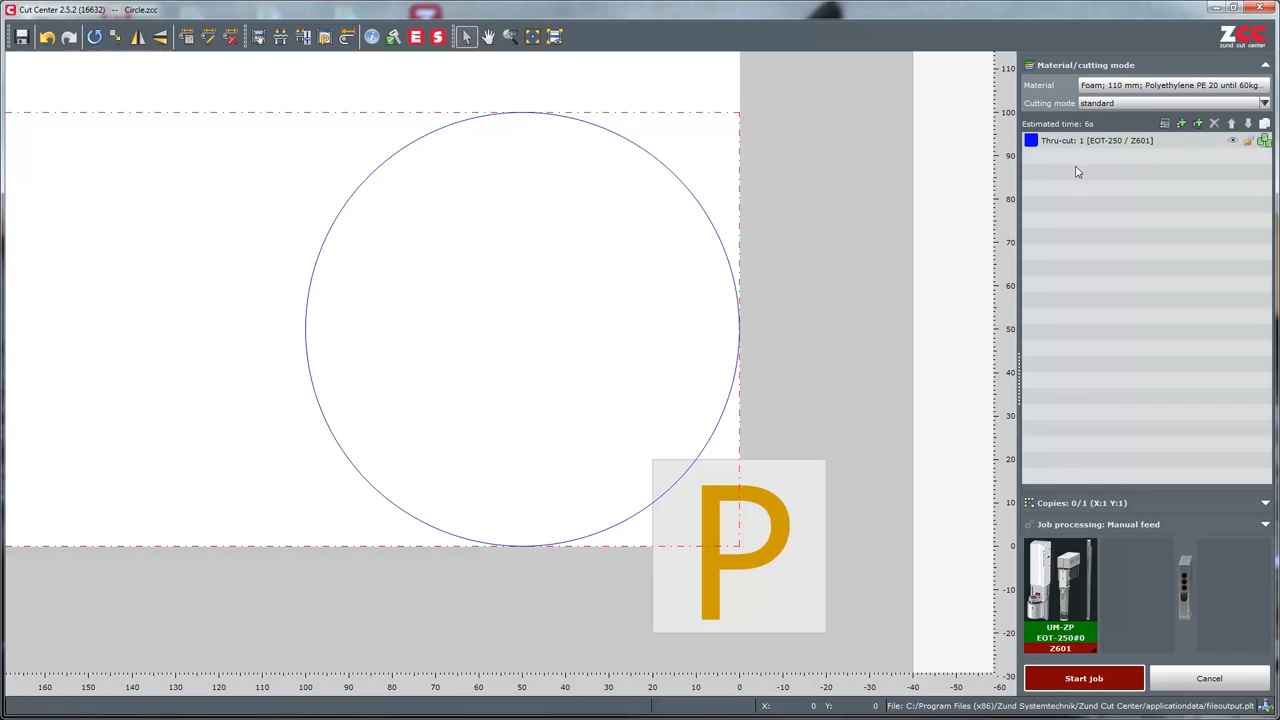 Cut Center 2.5.2 (16632) -- Circle.zcc
E S
ZCC
zund cut center
Material/cutting mode
Material Foam; 110 mm; Polyethylene PE 20 until 60kg...
Cutting mode standard
Estimated time: 6s
Thru-cut: 1 [EOT-250 / Z601]
110
100
90
80
70
60
50
40
30
20
10
0
-10
-20
-30
P
Copies: 0/1 (X:1 Y:1)
Job processing: Manual feed
UM-ZP
EOT-250#0
Z601
Start job Cancel
160 150 140 130 120 110 100 90 80 70 60 50 40 30 20 10 0 -10 -20 -30 -40 -50 -60
X: 0 Y: 0 File: C:/Program Files (x86)/Zund Systemtechnik/Zund Cut Center/applicationdata/fileoutput.plt